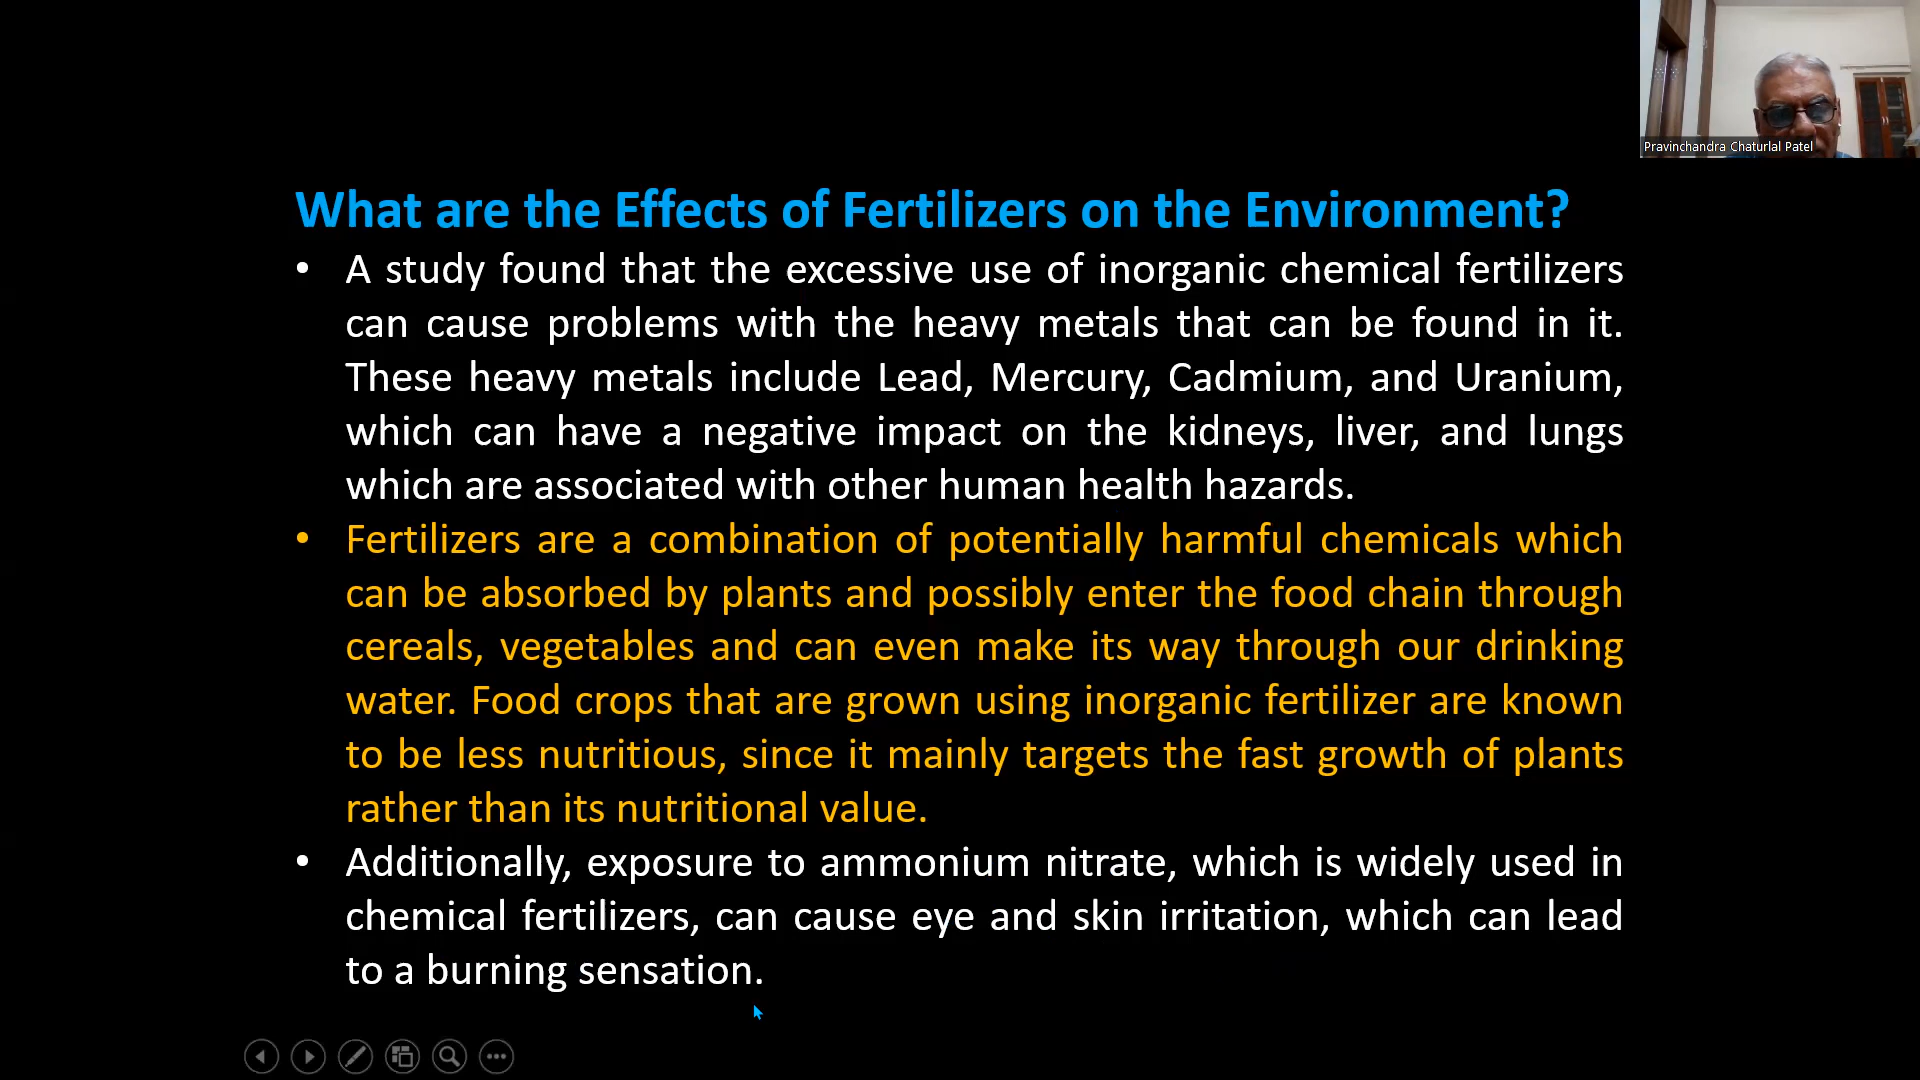 Pravinchandra Chaturlal Patel
What are the Effects of Fertilizers on the Environment?
• A study found that the excessive use of inorganic chemical fertilizers
can cause problems with the heavy metals that can be found in it.
These heavy metals include Lead, Mercury, Cadmium, and Uranium,
which can have a negative impact on the kidneys, liver, and lungs
which are associated with other human health hazards.
• Fertilizers are a combination of potentially harmful chemicals which
can be absorbed by plants and possibly enter the food chain through
cereals, vegetables and can even make its way through our drinking
water. Food crops that are grown using inorganic fertilizer are known
to be less nutritious, since it mainly targets the fast growth of plants
rather than its nutritional value.
• Additionally, exposure to ammonium nitrate, which is widely used in
chemical fertilizers, can cause eye and skin irritation, which can lead
to a burning sensation.